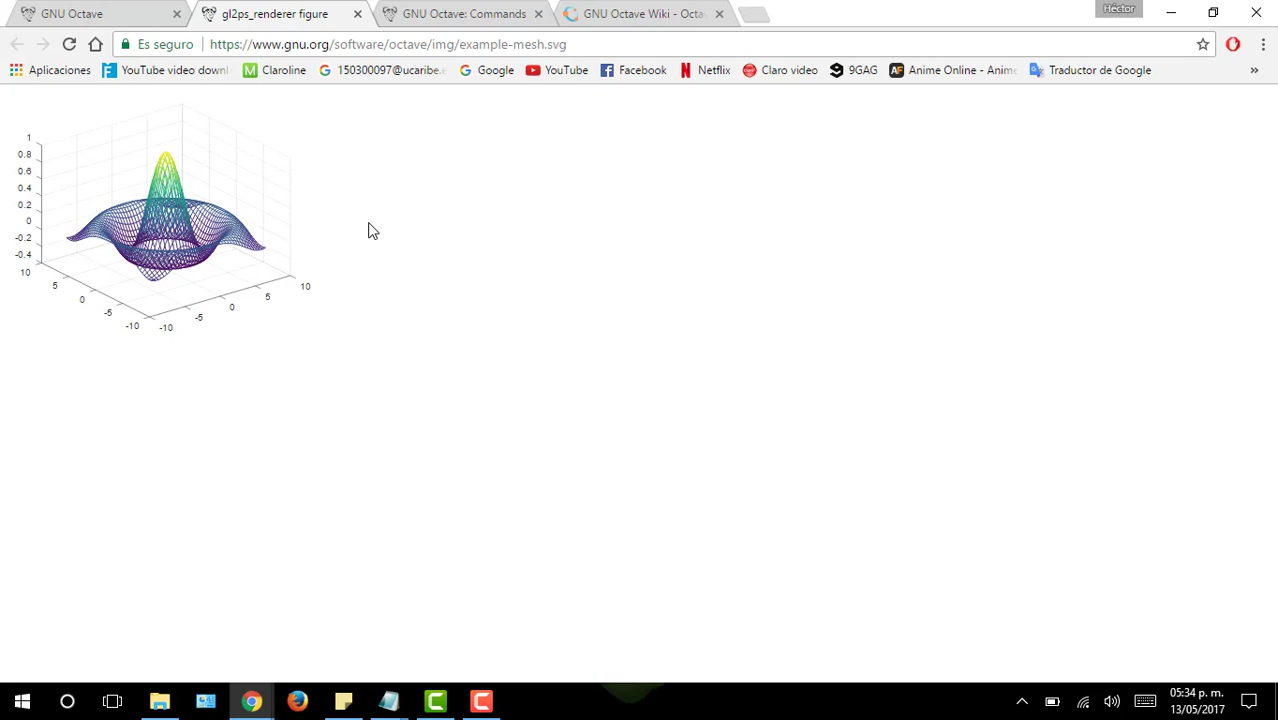 GNU Octave
gl2ps_renderer figure
GNU Octave: Commands
GNU Octave Wiki - Octa
Héctor
Es seguro
https://www.gnu.org/software/octave/img/example-mesh.svg
Aplicaciones
YouTube video downl
Claroline
150300097@ucaribe.
Google
YouTube
Facebook
Netflix
Claro video
9GAG
Anime Online - Anim
Traductor de Google
1
0.8
0.6
0.4
0.2
0
-0.2
-0.4
10
5
0
-5
-10
-10
-5
0
5
10
05:34 p. m.
13/05/2017